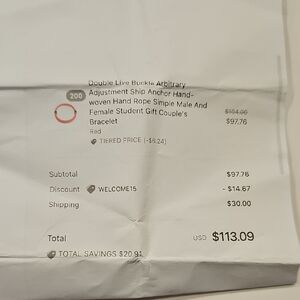 Double Live Buckle Arbitrary
Adjustment Ship Anchor Hand-
woven Hand Rope Simple Male And
Female Student Gift Couple's
Bracelet
Red
TIERED PRICE (-$6.24)
200
$104.00
$97.76
Subtotal $97.76
Discount WELCOME15 - $14.67
Shipping $30.00
Total USD $113.09
TOTAL SAVINGS $20.91